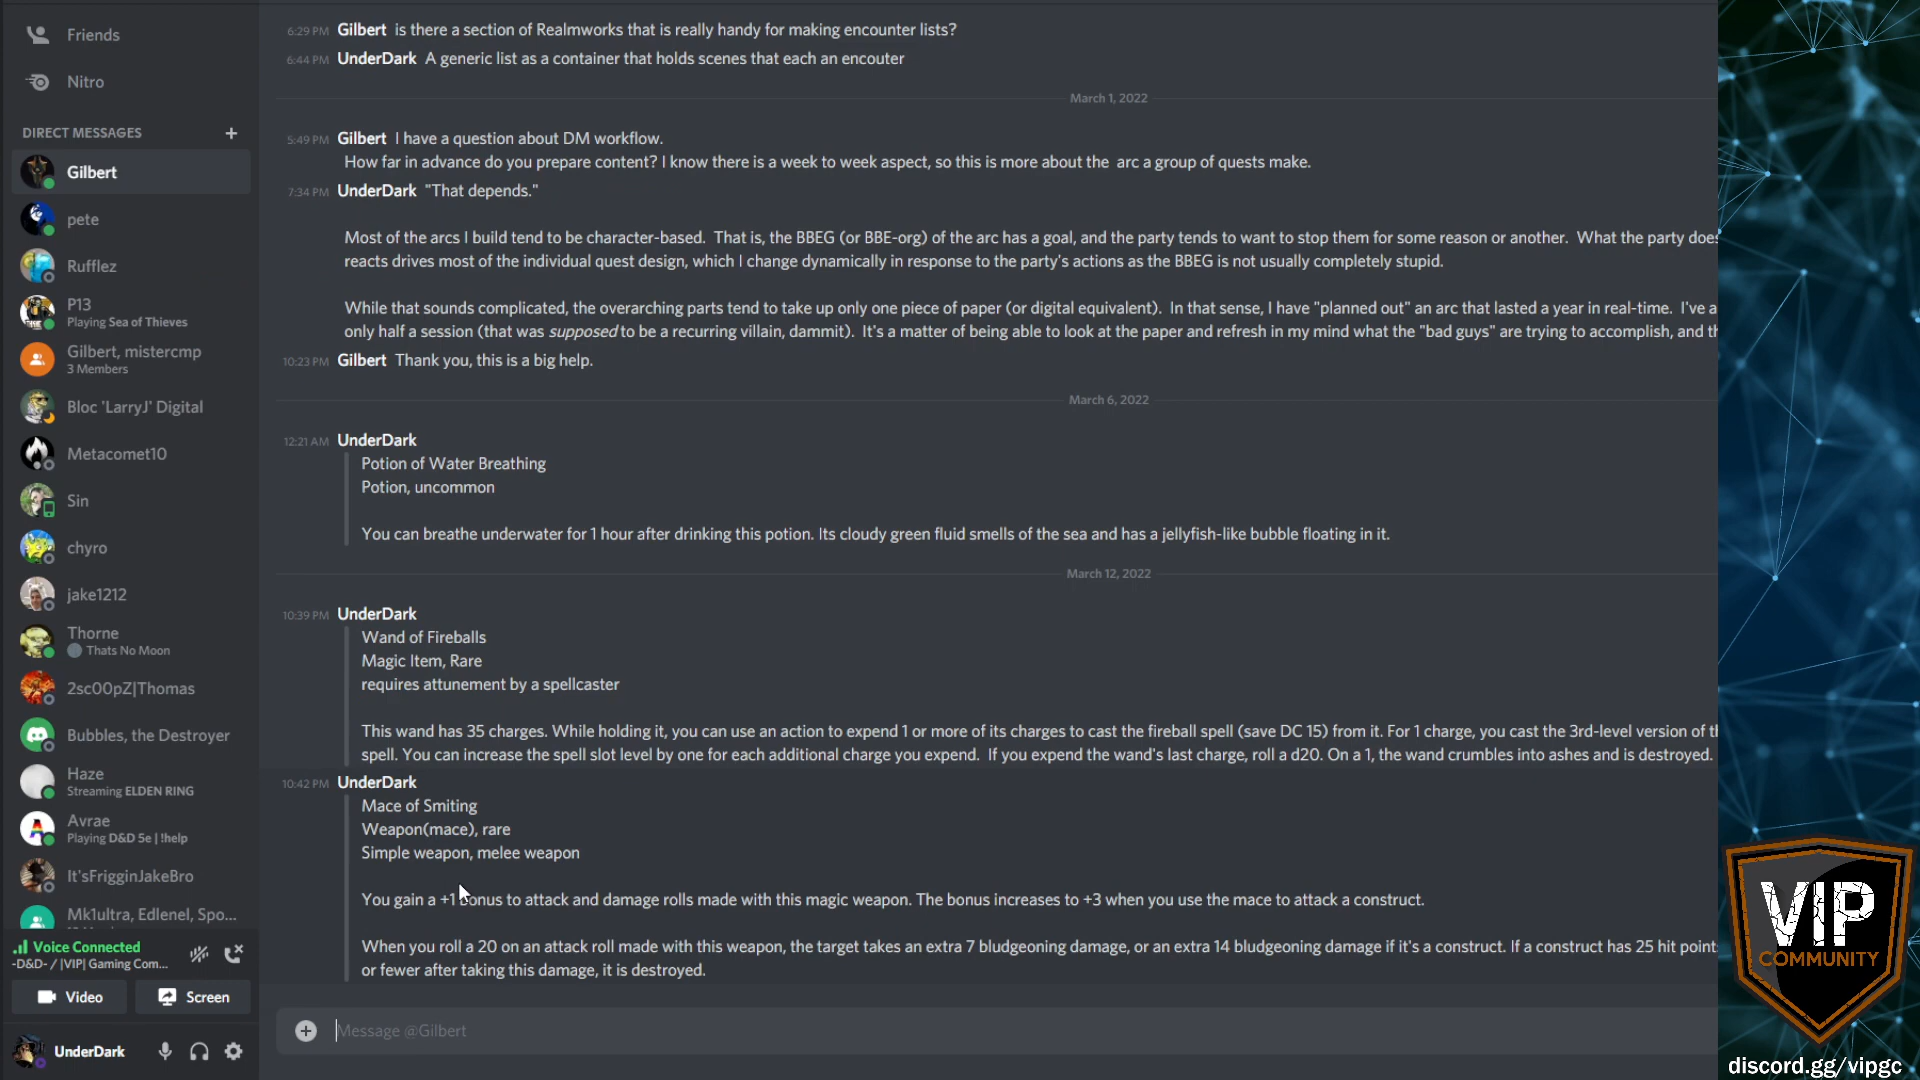 Friends
Nitro
DIRECT MESSAGES +
Gilbert
pete
Rufflez
P13
Playing Sea of Thieves
Gilbert, mistercmp
3 Members
Bloc 'LarryJ' Digital
Metacomet10
Sin
chyro
jake1212
Thorne
Thats No Moon
2sc00pZ|Thomas
Bubbles, the Destroyer
Haze
Streaming ELDEN RING
Avrae
Playing D&D 5e | !help
It'sFrigginJakeBro
Mk1ultra, Edlenel, Spo...
Voice Connected
-D&D- / |VIP| Gaming Com...
Video Screen
UnderDark
6:29 PM Gilbert is there a section of Realmworks that is really handy for making encounter lists?
6:44 PM UnderDark A generic list as a container that holds scenes that each an encouter
March 1, 2022
5:49 PM Gilbert I have a question about DM workflow.
How far in advance do you prepare content? I know there is a week to week aspect, so this is more about the arc a group of quests make.
7:34 PM UnderDark "That depends."
Most of the arcs I build tend to be character-based. That is, the BBEG (or BBE-org) of the arc has a goal, and the party tends to want to stop them for some reason or another. What the party does
reacts drives most of the individual quest design, which I change dynamically in response to the party's actions as the BBEG is not usually completely stupid.
While that sounds complicated, the overarching parts tend to take up only one piece of paper (or digital equivalent). In that sense, I have "planned out" an arc that lasted a year in real-time. I've a
only half a session (that was supposed to be a recurring villain, dammit). It's a matter of being able to look at the paper and refresh in my mind what the "bad guys" are trying to accomplish, and th
10:23 PM Gilbert Thank you, this is a big help.
March 6, 2022
12:21 AM UnderDark
Potion of Water Breathing
Potion, uncommon
You can breathe underwater for 1 hour after drinking this potion. Its cloudy green fluid smells of the sea and has a jellyfish-like bubble floating in it.
March 12, 2022
10:39 PM UnderDark
Wand of Fireballs
Magic Item, Rare
requires attunement by a spellcaster
This wand has 35 charges. While holding it, you can use an action to expend 1 or more of its charges to cast the fireball spell (save DC 15) from it. For 1 charge, you cast the 3rd-level version of th
spell. You can increase the spell slot level by one for each additional charge you expend. If you expend the wand's last charge, roll a d20. On a 1, the wand crumbles into ashes and is destroyed.
10:42 PM UnderDark
Mace of Smiting
Weapon(mace), rare
Simple weapon, melee weapon
You gain a +1 bonus to attack and damage rolls made with this magic weapon. The bonus increases to +3 when you use the mace to attack a construct.
When you roll a 20 on an attack roll made with this weapon, the target takes an extra 7 bludgeoning damage, or an extra 14 bludgeoning damage if it's a construct. If a construct has 25 hit points
or fewer after taking this damage, it is destroyed.
Message @Gilbert
VIP
COMMUNITY
discord.gg/vipgc